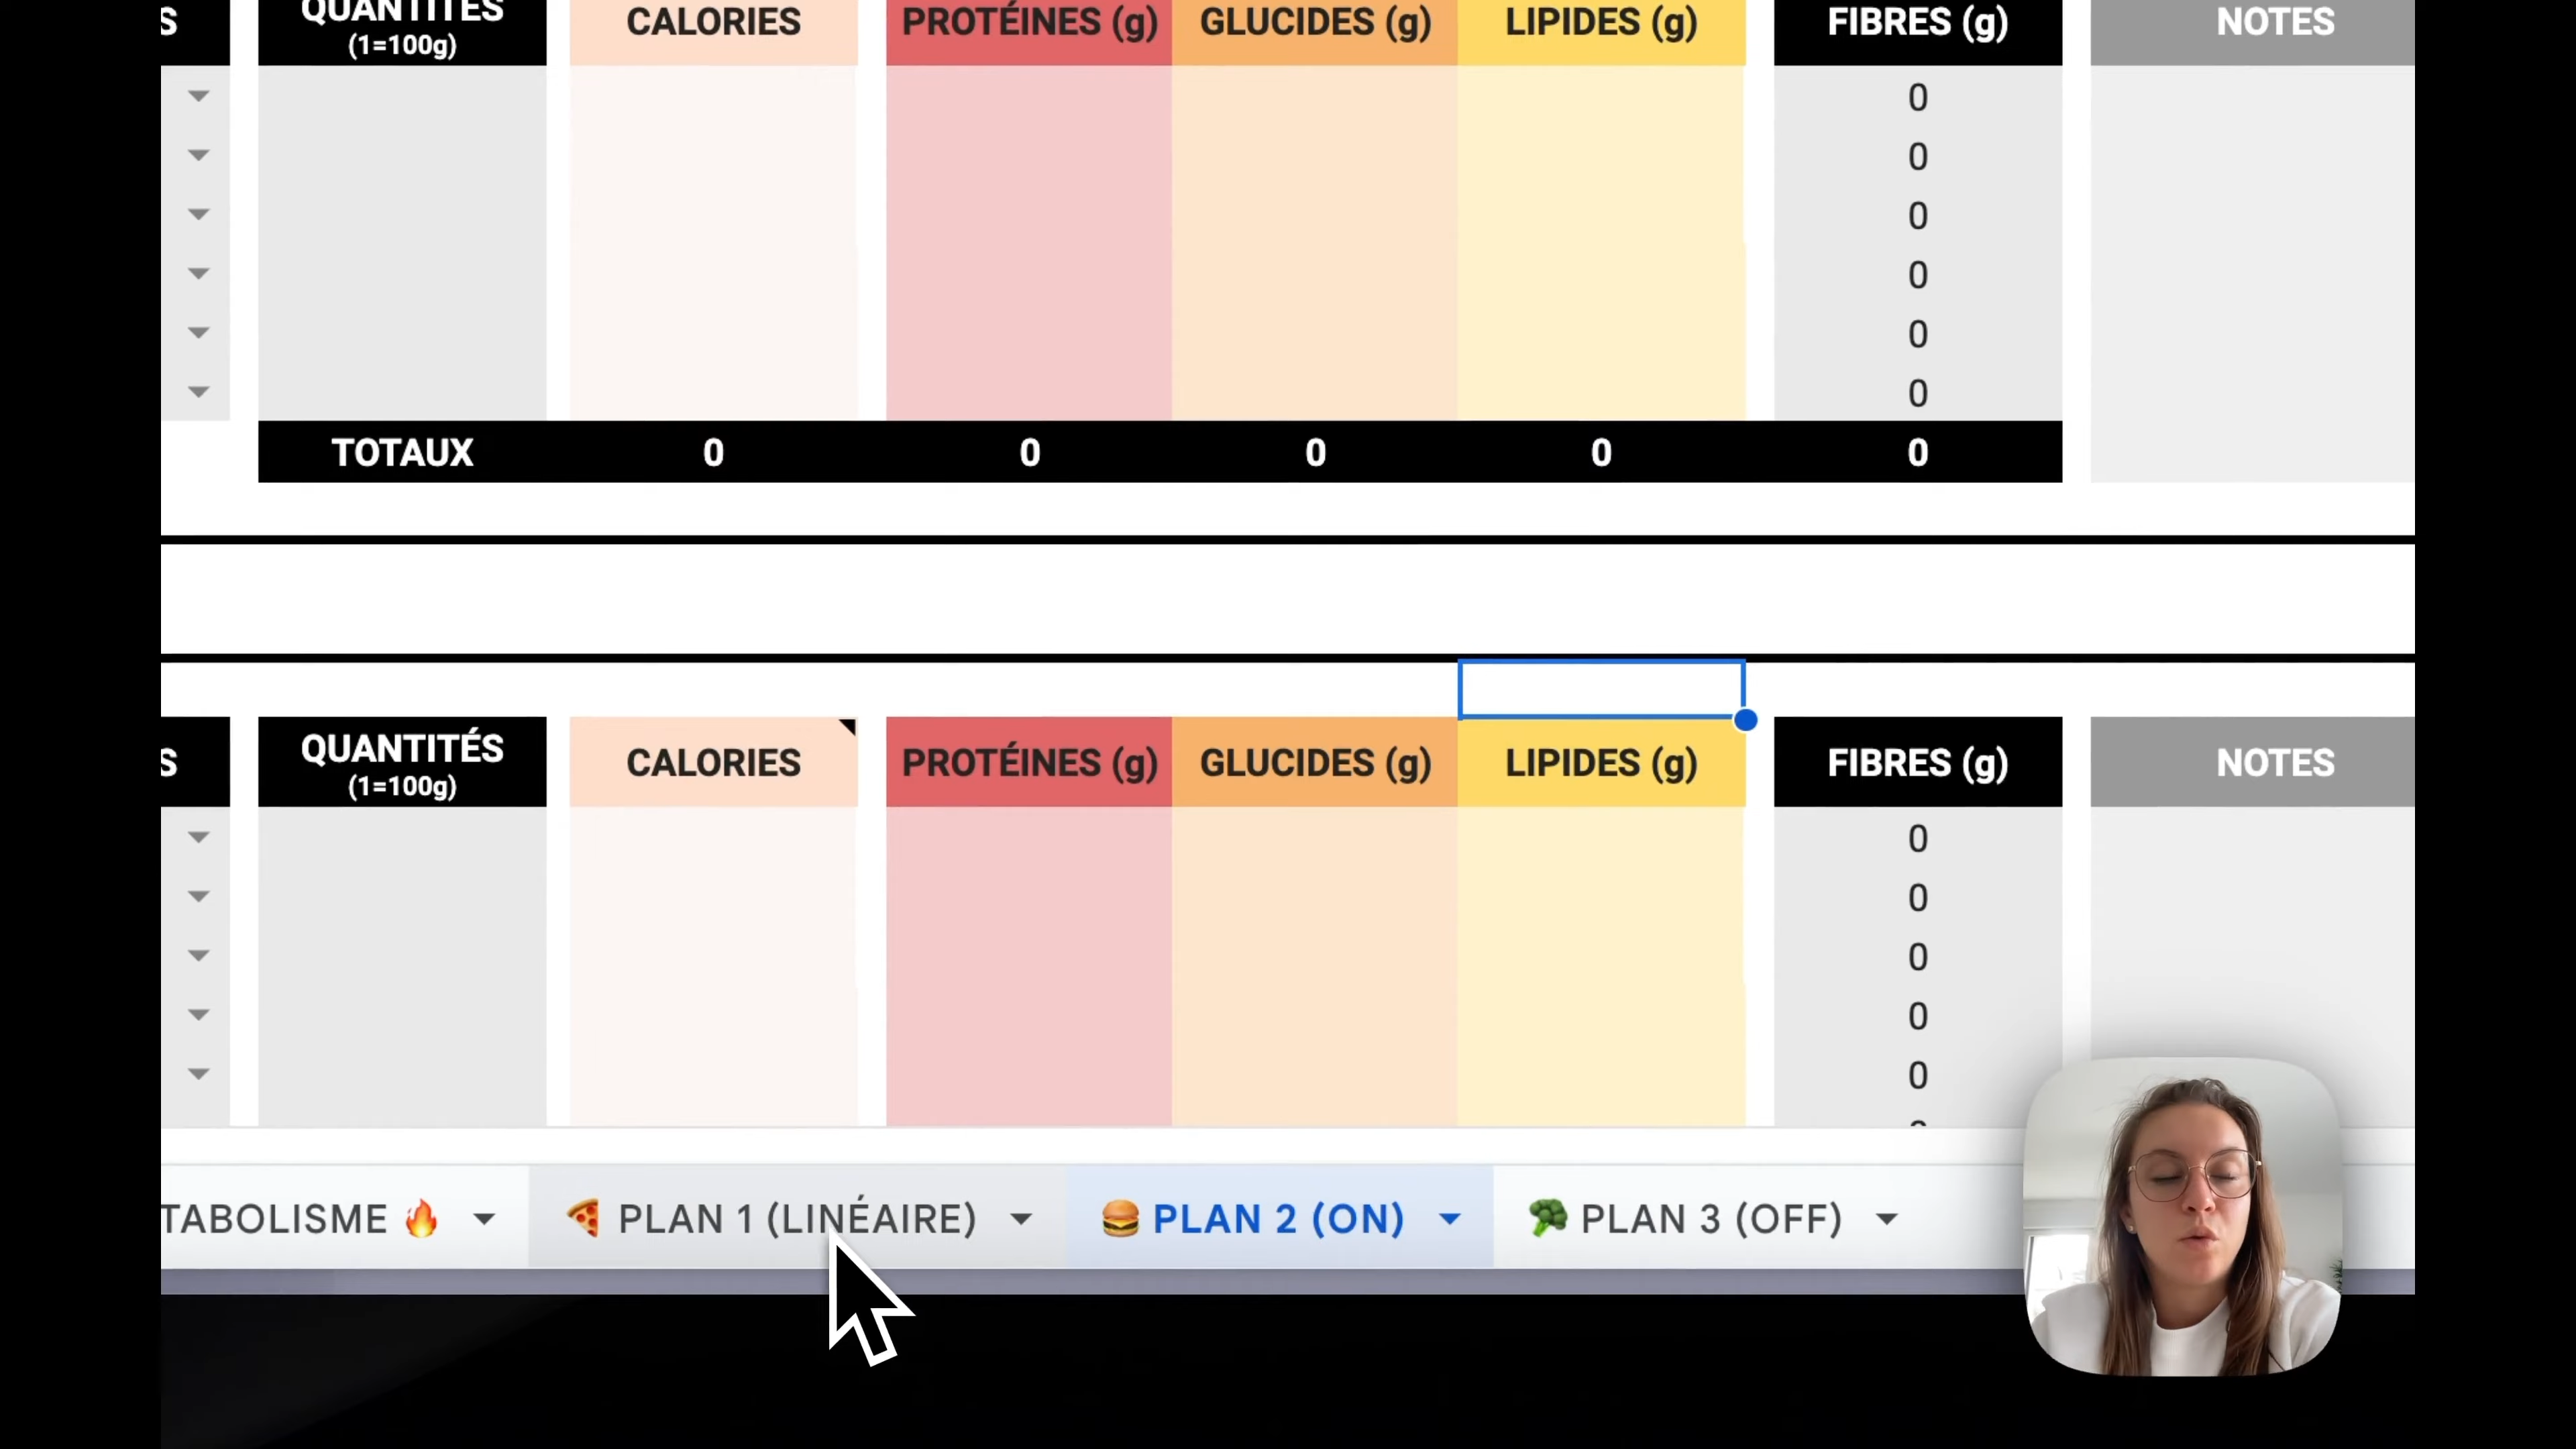 S QUANTITÉS CALORIES PROTÉINES (g) GLUCIDES (g) LIPIDES (g) FIBRES (g) NOTES
(1=100g)
0
0
0
0
0
0
TOTAUX 0 0 0 0 0
S QUANTITÉS CALORIES PROTÉINES (g) GLUCIDES (g) LIPIDES (g) FIBRES (g) NOTES
(1=100g)
0
0
0
0
0
TABOLISME 🔥 🍕 PLAN 1 (LINÉAIRE) 🍔 PLAN 2 (ON) 🥦 PLAN 3 (OFF)